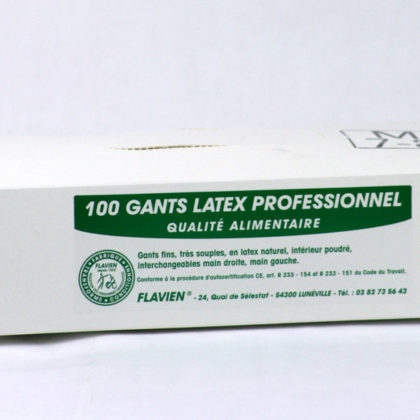 100 GANTS LATEX PROFESSIONNEL
QUALITÉ ALIMENTAIRE
Gants fins, très souples, en latex naturel, intérieur poudré,
interchangeables main droite, main gauche.
Conforme à la procédure d'autocertification CE, art. R 233 - 154 et R 233 - 151 du Code du Travail.
FLAVIEN ® - 24, Quai de Sélestat - 54300 LUNÉVILLE - Tél. : 03 83 73 56 43
FABRIQUE
FLAVIEN